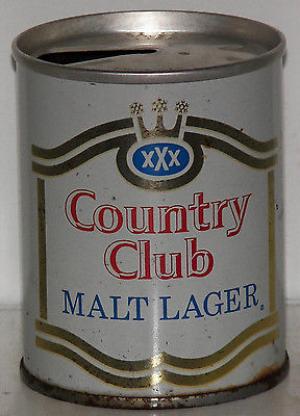 xXx
Country
Club
MALT LAGER®